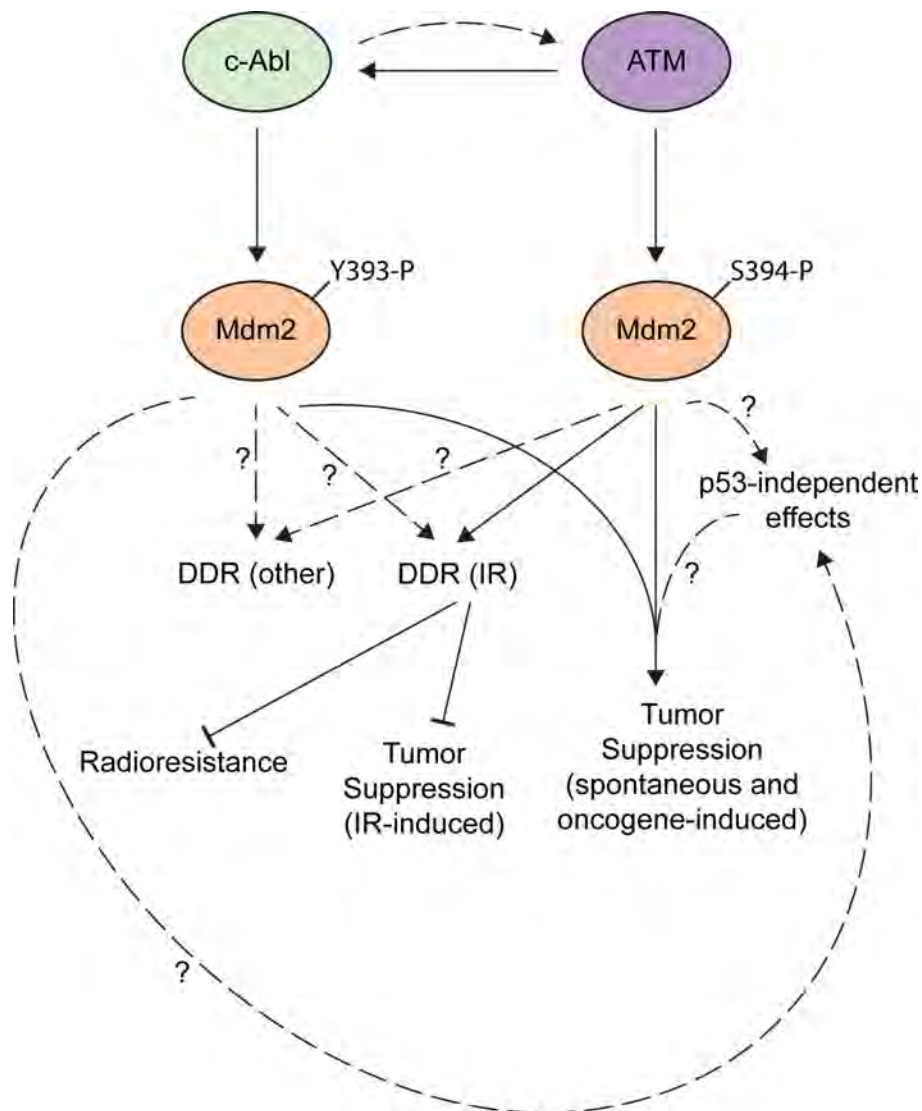 c-Abl
ATM
Y393-P
S394-P
Mdm2
Mdm2
?
?
?
?
p53-independent
effects
?
DDR (other)
DDR (IR)
Radioresistance
Tumor
Suppression
(IR-induced)
Tumor
Suppression
(spontaneous and
oncogene-induced)
?